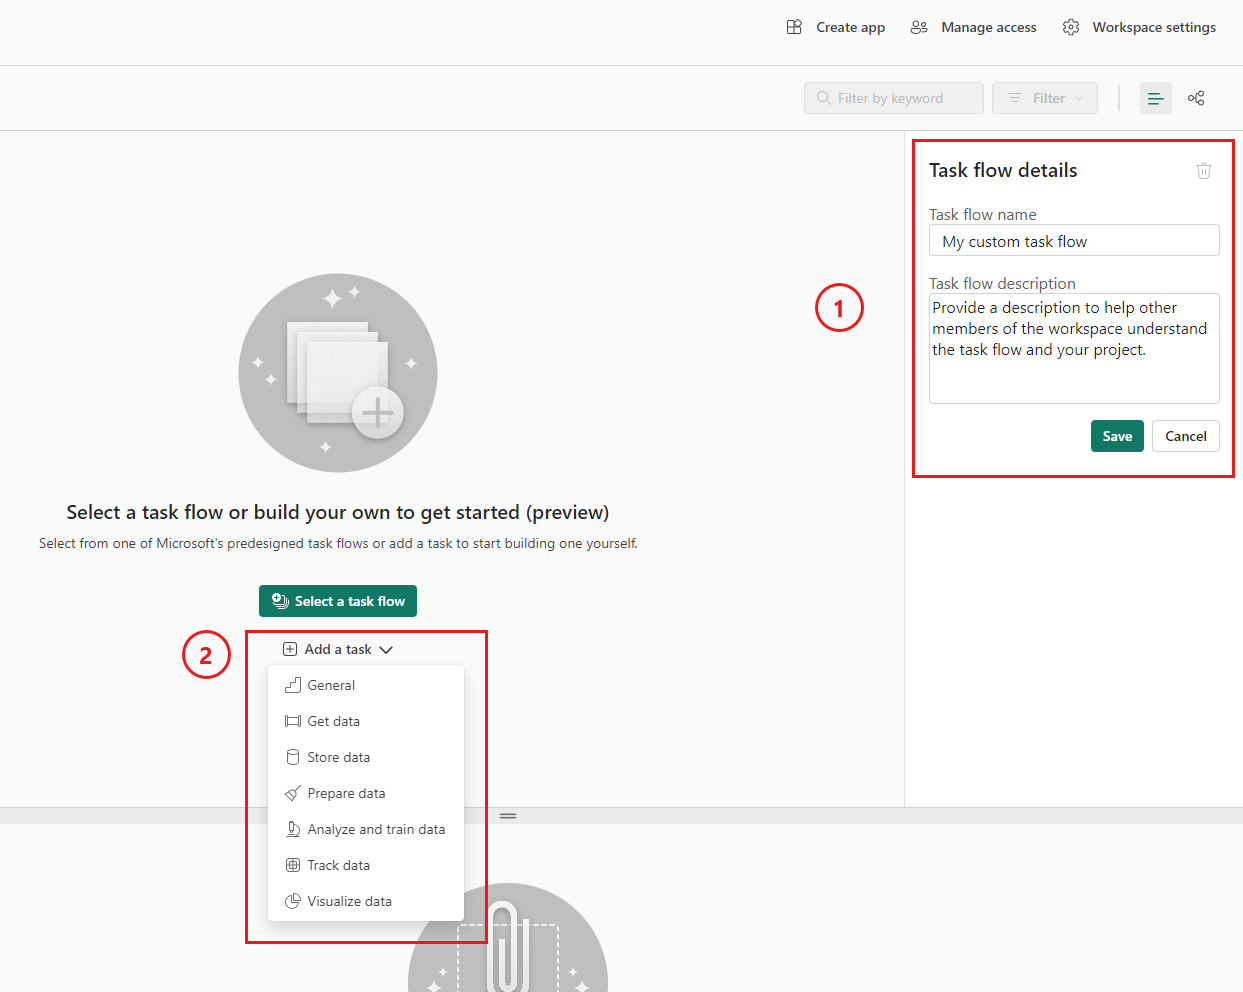 Create app
Manage access
Workspace settings
Filter by keyword
Filter
Task flow details
Task flow name
My custom task flow
Task flow description
Provide a description to help other
members of the workspace understand
the task flow and your project.
Save
Cancel
1
Select a task flow or build your own to get started (preview)
Select from one of Microsoft's predesigned task flows or add a task to start building one yourself.
Select a task flow
2
Add a task
General
Get data
Store data
Prepare data
Analyze and train data
Track data
Visualize data